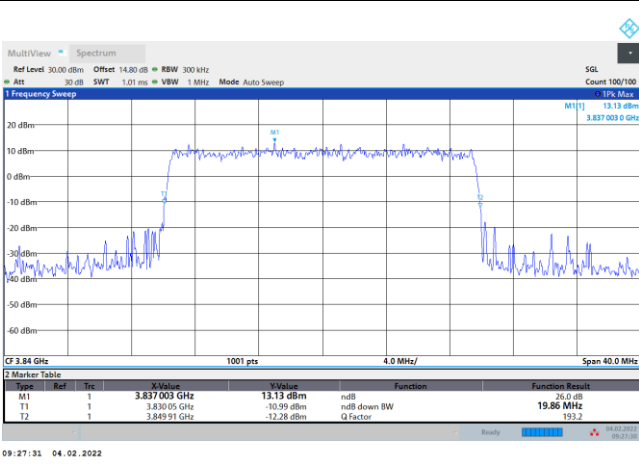 MultiView Spectrum
Ref Level 30.00 dBm Offset 14.80 dB RBW 300 kHz SGL
Att 30 dB SWT 1.01 ms VBW 1 MHz Mode Auto Sweep Count 100/100
1 Frequency Sweep 1Pk Max
M1[1] 13.13 dBm
3.837 003 0 GHz
20 dBm
M1
10 dBm
0 dBm
T1
T2
-10 dBm
-20 dBm
-30 dBm
-40 dBm
-50 dBm
-60 dBm
CF 3.84 GHz 1001 pts 4.0 MHz/ Span 40.0 MHz
2 Marker Table
Type Ref Trc X-Value Y-Value Function Function Result
M1 1 3.837 003 GHz 13.13 dBm ndB 26.0 dB
T1 1 3.830 05 GHz -10.99 dBm ndB down BW 19.86 MHz
T2 1 3.849 91 GHz -12.28 dBm Q Factor 193.2
Ready 04.02.2022
09:27:30
09:27:31 04.02.2022